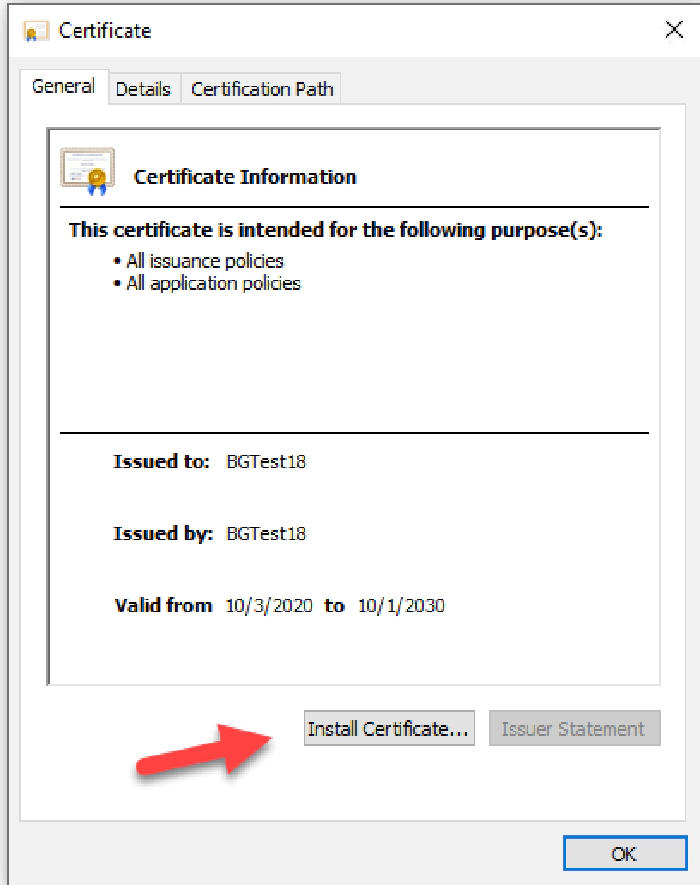 Certificate
General Details Certification Path
Certificate Information
This certificate is intended for the following purpose(s):
• All issuance policies
• All application policies
Issued to: BGTest18
Issued by: BGTest18
Valid from 10/3/2020 to 10/1/2030
Install Certificate... Issuer Statement
OK